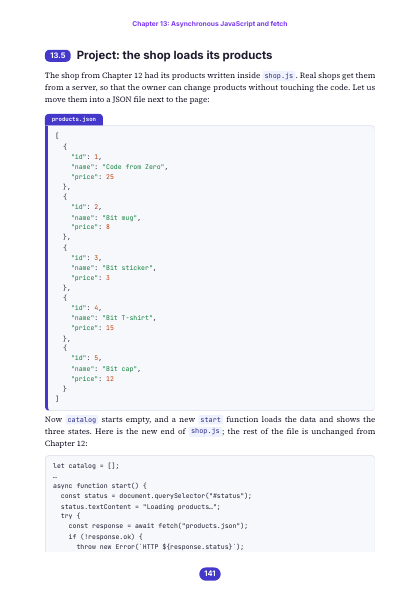 Chapter 13: Asynchronous JavaScript and fetch
13.5 Project: the shop loads its products
The shop from Chapter 12 had its products written inside shop.js. Real shops get them
from a server, so that the owner can change products without touching the code. Let us
move them into a JSON file next to the page:
products.json
[
  {
    "id": 1,
    "name": "Code from Zero",
    "price": 25
  },
  {
    "id": 2,
    "name": "Bit mug",
    "price": 8
  },
  {
    "id": 3,
    "name": "Bit sticker",
    "price": 3
  },
  {
    "id": 4,
    "name": "Bit T-shirt",
    "price": 15
  },
  {
    "id": 5,
    "name": "Bit cap",
    "price": 12
  }
]
Now catalog starts empty, and a new start function loads the data and shows the
three states. Here is the new end of shop.js; the rest of the file is unchanged from
Chapter 12:
let catalog = [];
…
async function start() {
  const status = document.querySelector("#status");
  status.textContent = "Loading products…";
  try {
    const response = await fetch("products.json");
    if (!response.ok) {
      throw new Error(`HTTP ${response.status}`);
141